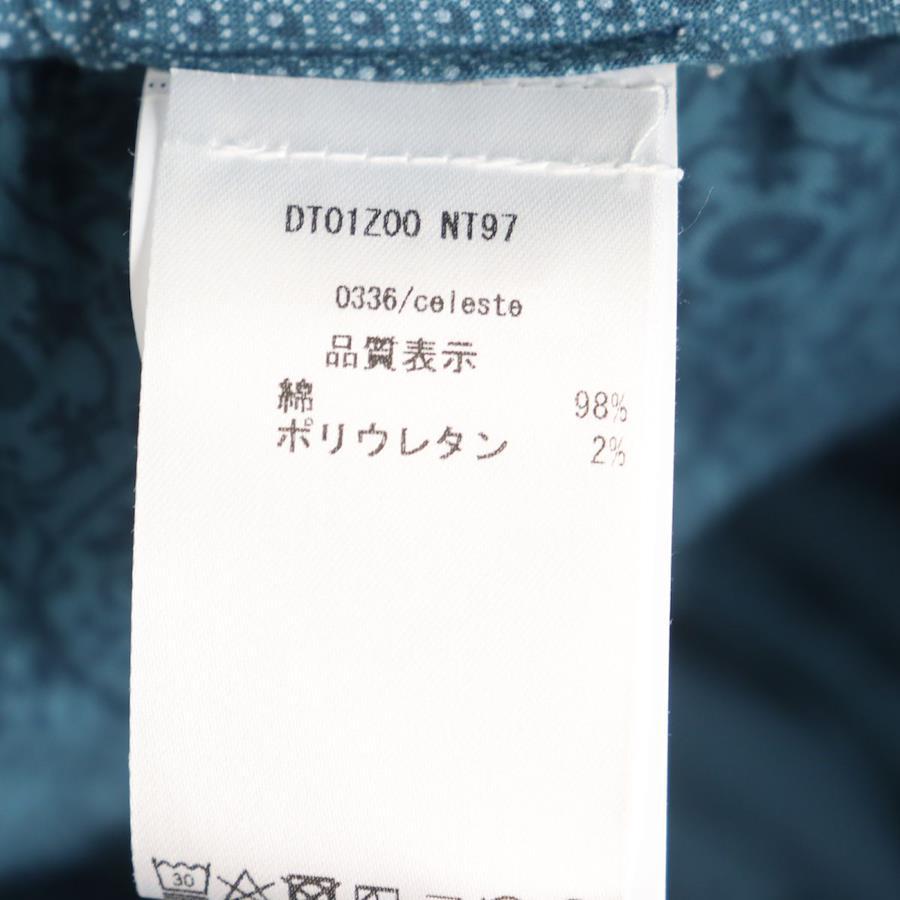 DT01Z00 NT97
0336/celeste
品質表示
綿 98%
ポリウレタン 2%
30